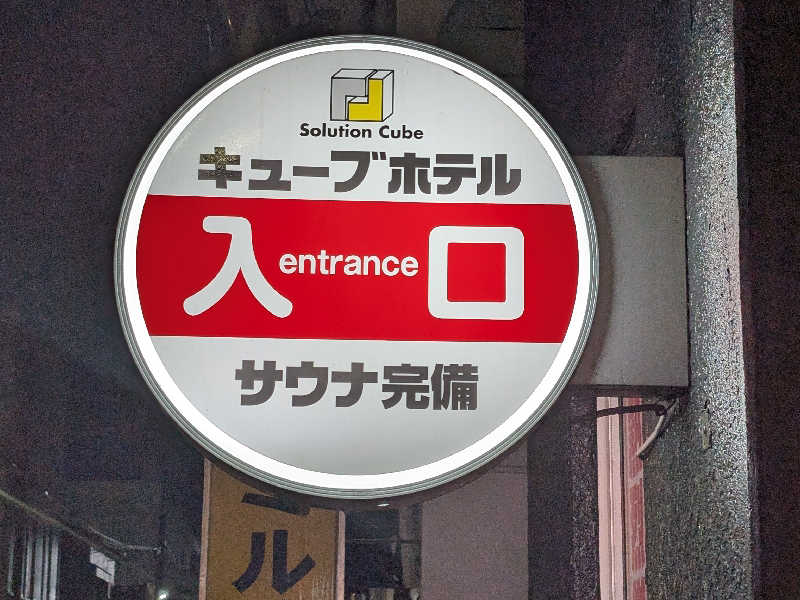 Solution Cube
キューブホテル
入 entrance 口
サウナ完備
ル